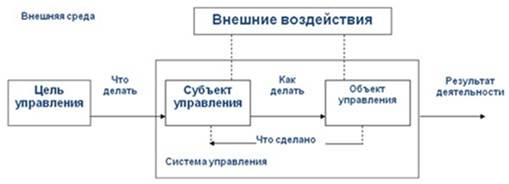 Внешняя среда
Внешние воздействия
Цель
управления
Что
делать
Субъект
управления
Как
делать
Объект
управления
Результат
деятельности
Что сделано
Система управления